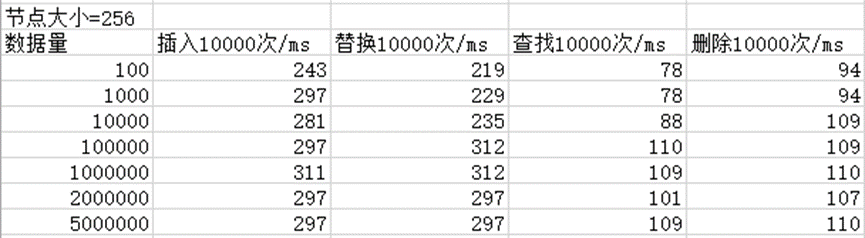 节点大小=256
数据量 插入10000次/ms 替换10000次/ms 查找10000次/ms 删除10000次/ms
100 243 219 78 94
1000 297 229 78 94
10000 281 235 88 109
100000 297 312 110 109
1000000 311 312 109 110
2000000 297 297 101 107
5000000 297 297 109 110